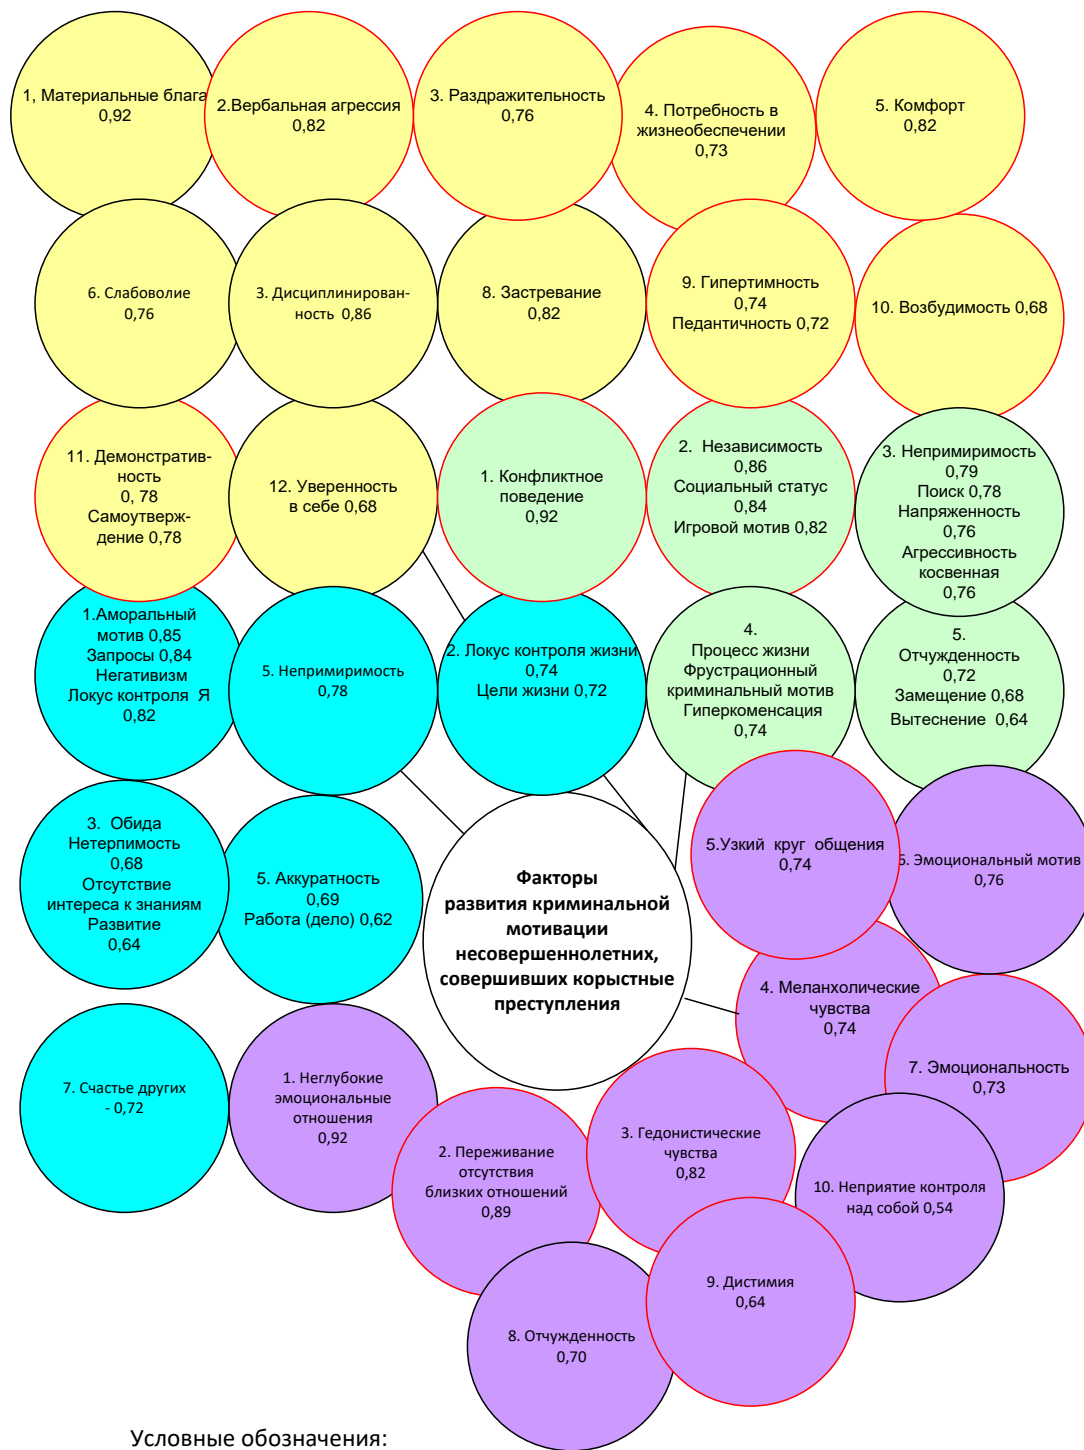 1, Материальные блага
0,92
2.Вербальная агрессия
0,82
3. Раздражительность
0,76
4. Потребность в
жизнеобеспечении
0,73
5. Комфорт
0,82
6. Слабоволие
0,76
3. Дисциплинирован-
ность 0,86
8. Застревание
0,82
9. Гипертимность
0,74
Педантичность 0,72
10. Возбудимость 0,68
11. Демонстратив-
ность
0, 78
Самоутверж-
дение 0,78
12. Уверенность
в себе 0,68
1. Конфликтное
поведение
0,92
2. Независимость
0,86
Социальный статус
0,84
Игровой мотив 0,82
3. Непримиримость
0,79
Поиск 0,78
Напряженность
0,76
Агрессивность
косвенная
0,76
1.Аморальный
мотив 0,85
Запросы 0,84
Негативизм
Локус контроля Я
0,82
5. Непримиримость
0,78
2. Локус контроля жизни
0,74
Цели жизни 0,72
4.
Процесс жизни
Фрустрационный
криминальный мотив
Гиперкоменсация
0,74
5.
Отчужденность
0,72
Замещение 0,68
Вытеснение 0,64
3. Обида
Нетерпимость
0,68
Отсутствие
интереса к знаниям
Развитие
0,64
5. Аккуратность
0,69
Работа (дело) 0,62
Факторы
развития криминальной
мотивации
несовершеннолетних,
совершивших корыстные
преступления
5.Узкий круг общения
0,74
6. Эмоциональный мотив
0,76
4. Меланхолические
чувства
0,74
7. Эмоциональность
0,73
7. Счастье других
- 0,72
1. Неглубокие
эмоциональные
отношения
0,92
2. Переживание
отсутствия
близких отношений
0,89
3. Гедонистические
чувства
0,82
10. Неприятие контроля
над собой 0,54
9. Дистимия
0,64
8. Отчужденность
0,70
Условные обозначения: